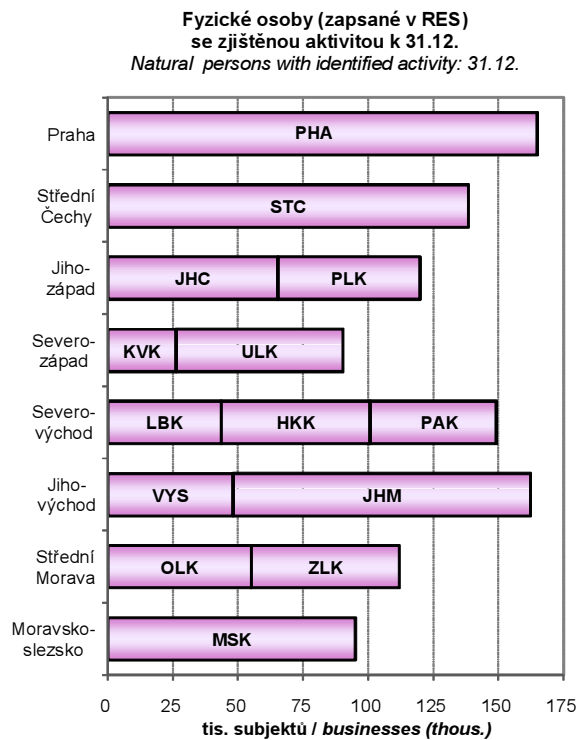 Fyzické osoby (zapsané v RES)
se zjištěnou aktivitou k 31.12.
Natural persons with identified activity: 31.12.
Praha
PHA
Střední
Čechy
STC
Jiho-
západ
JHC PLK
Severo-
západ
KVK ULK
Severo-
východ
LBK HKK PAK
Jiho-
východ
VYS JHM
Střední
Morava
OLK ZLK
Moravsko-
slezsko
MSK
0 25 50 75 100 125 150 175
tis. subjektů / businesses (thous.)